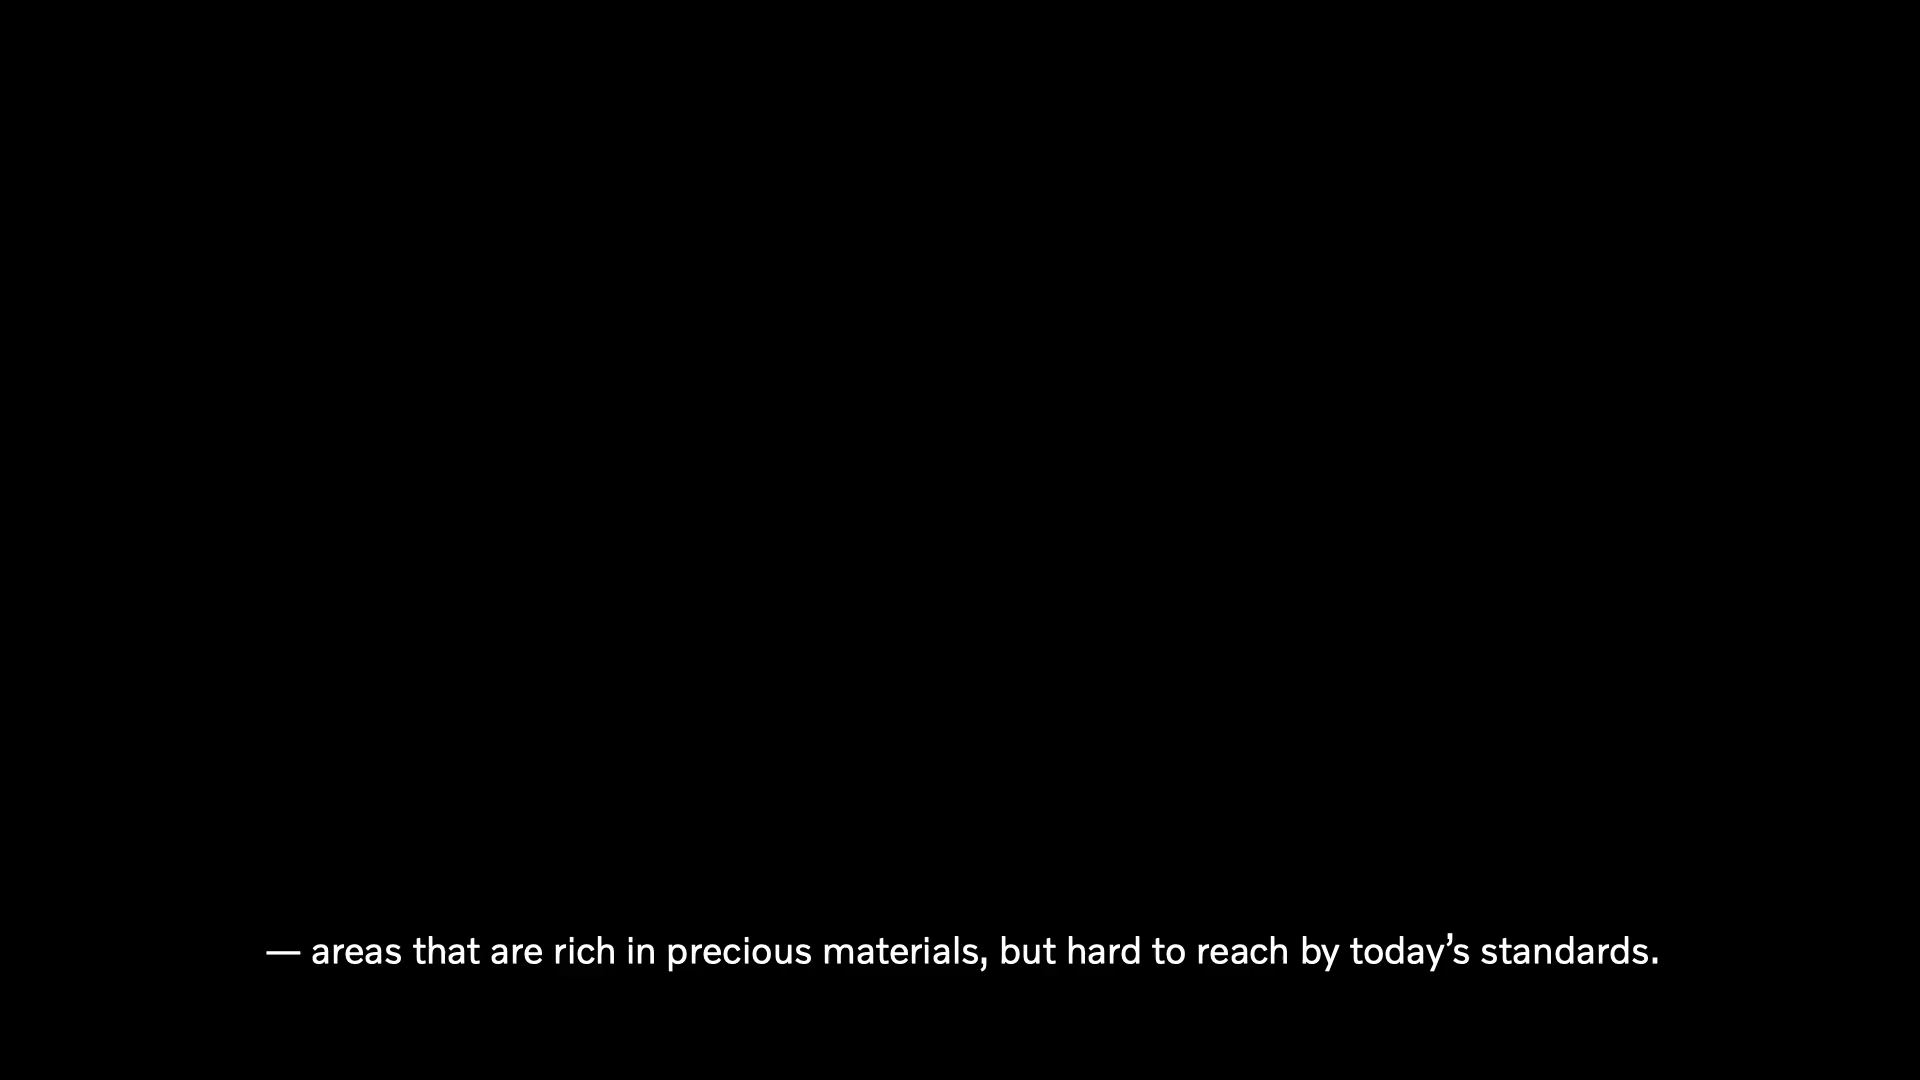 — areas that are rich in precious materials, but hard to reach by today’s standards.